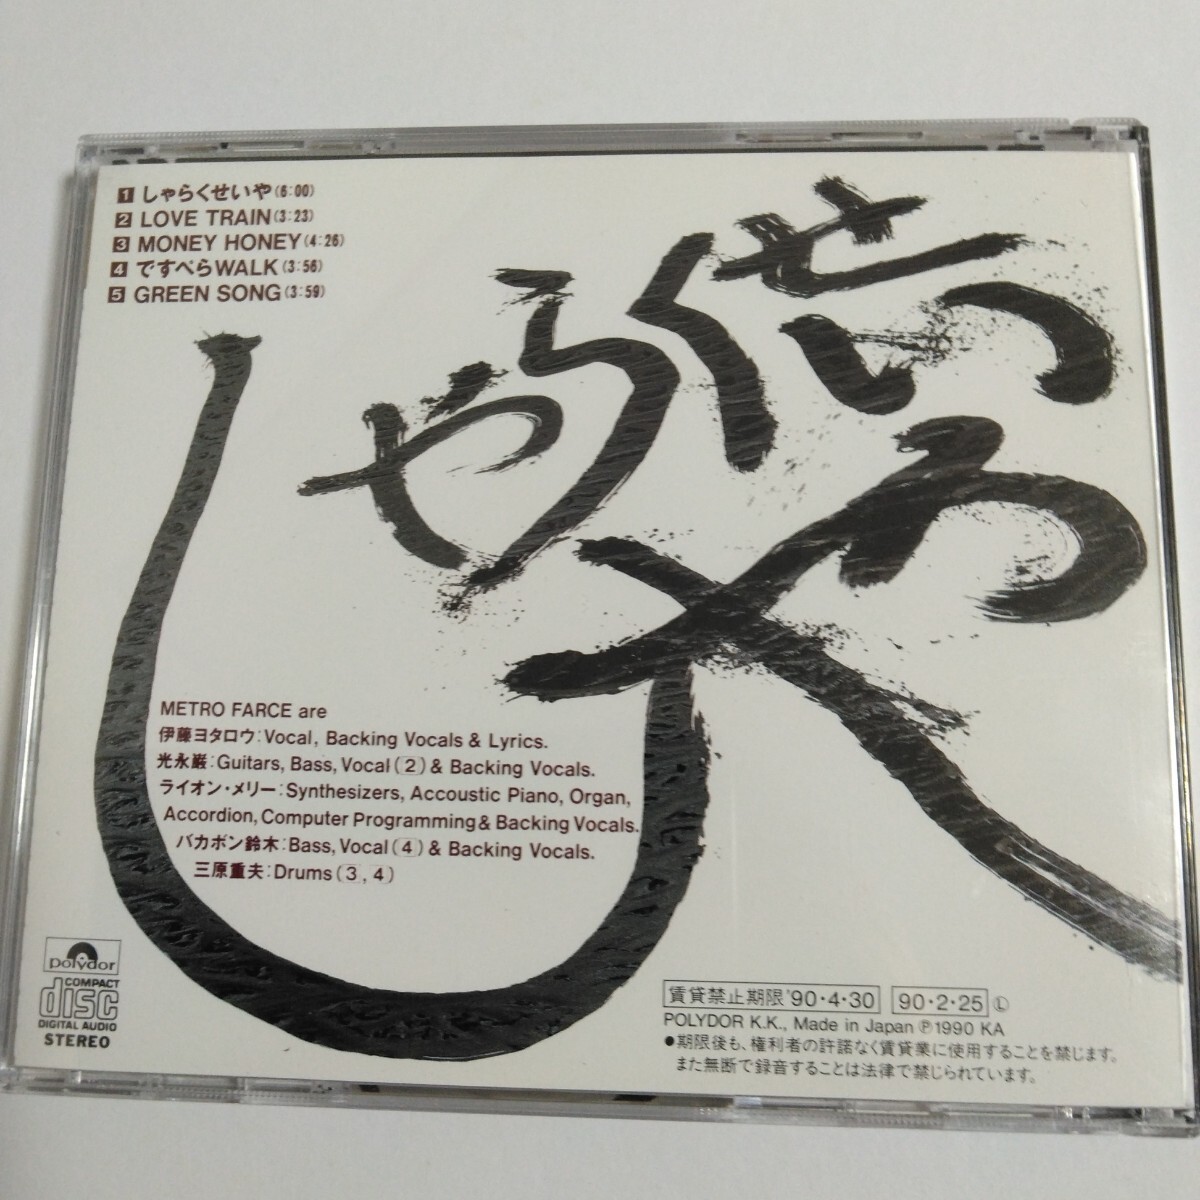 1 しゃらくせいや(6:00)
2 LOVE TRAIN(3:23)
3 MONEY HONEY(4:26)
4 ですぺらWALK(3:56)
5 GREEN SONG(3:59)
しゃらくせいや
METRO FARCE are
伊藤ヨタロウ:Vocal, Backing Vocals & Lyrics.
光永巌:Guitars, Bass, Vocal(2) & Backing Vocals.
ライオン・メリー:Synthesizers, Accoustic Piano, Organ,
Accordion, Computer Programming & Backing Vocals.
バカボン鈴木:Bass, Vocal(4) & Backing Vocals.
三原重夫:Drums(3,4)
polydor
COMPACT
disc
DIGITAL AUDIO
STEREO
賃貸禁止期限'90・4・30 90・2・25 Ⓛ
POLYDOR K.K., Made in Japan ℗1990 KA
●期限後も、権利者の許諾なく賃貸業に使用することを禁じます。
また無断で録音することは法律で禁じられています。